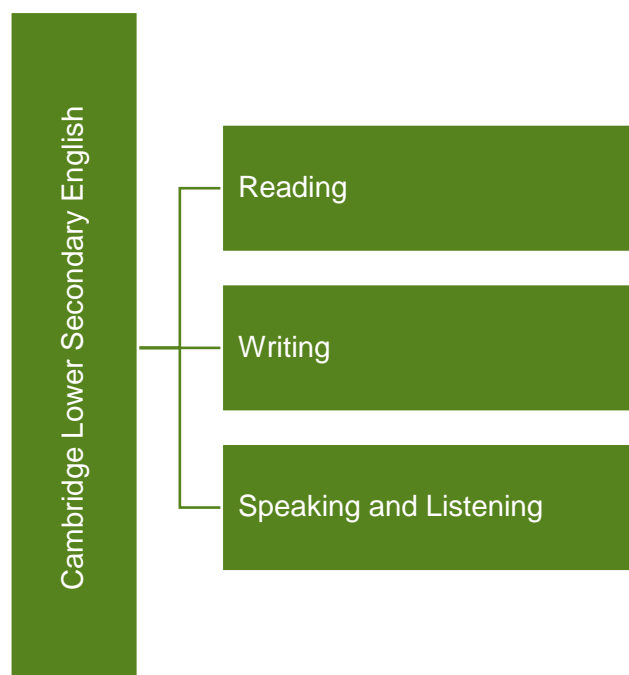 Cambridge Lower Secondary English
Reading
Writing
Speaking and Listening